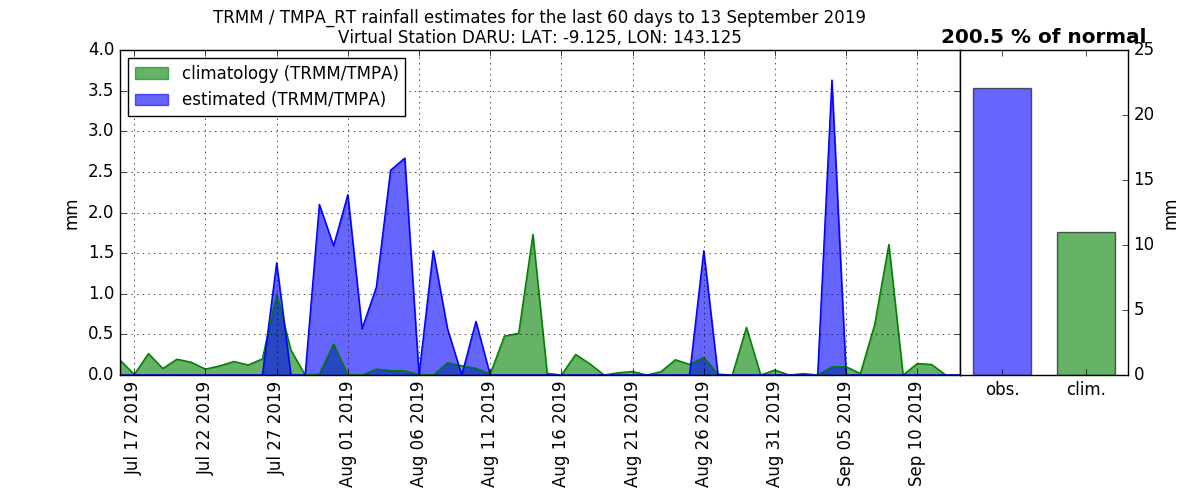 TRMM / TMPA_RT rainfall estimates for the last 60 days to 13 September 2019
Virtual Station DARU: LAT: -9.125, LON: 143.125
200.5 % of normal
climatology (TRMM/TMPA)
estimated (TRMM/TMPA)
4.0
3.5
3.0
2.5
2.0
1.5
1.0
0.5
0.0
mm
Jul 17 2019
Jul 22 2019
Jul 27 2019
Aug 01 2019
Aug 06 2019
Aug 11 2019
Aug 16 2019
Aug 21 2019
Aug 26 2019
Aug 31 2019
Sep 05 2019
Sep 10 2019
25
20
15
10
5
0
mm
obs.
clim.